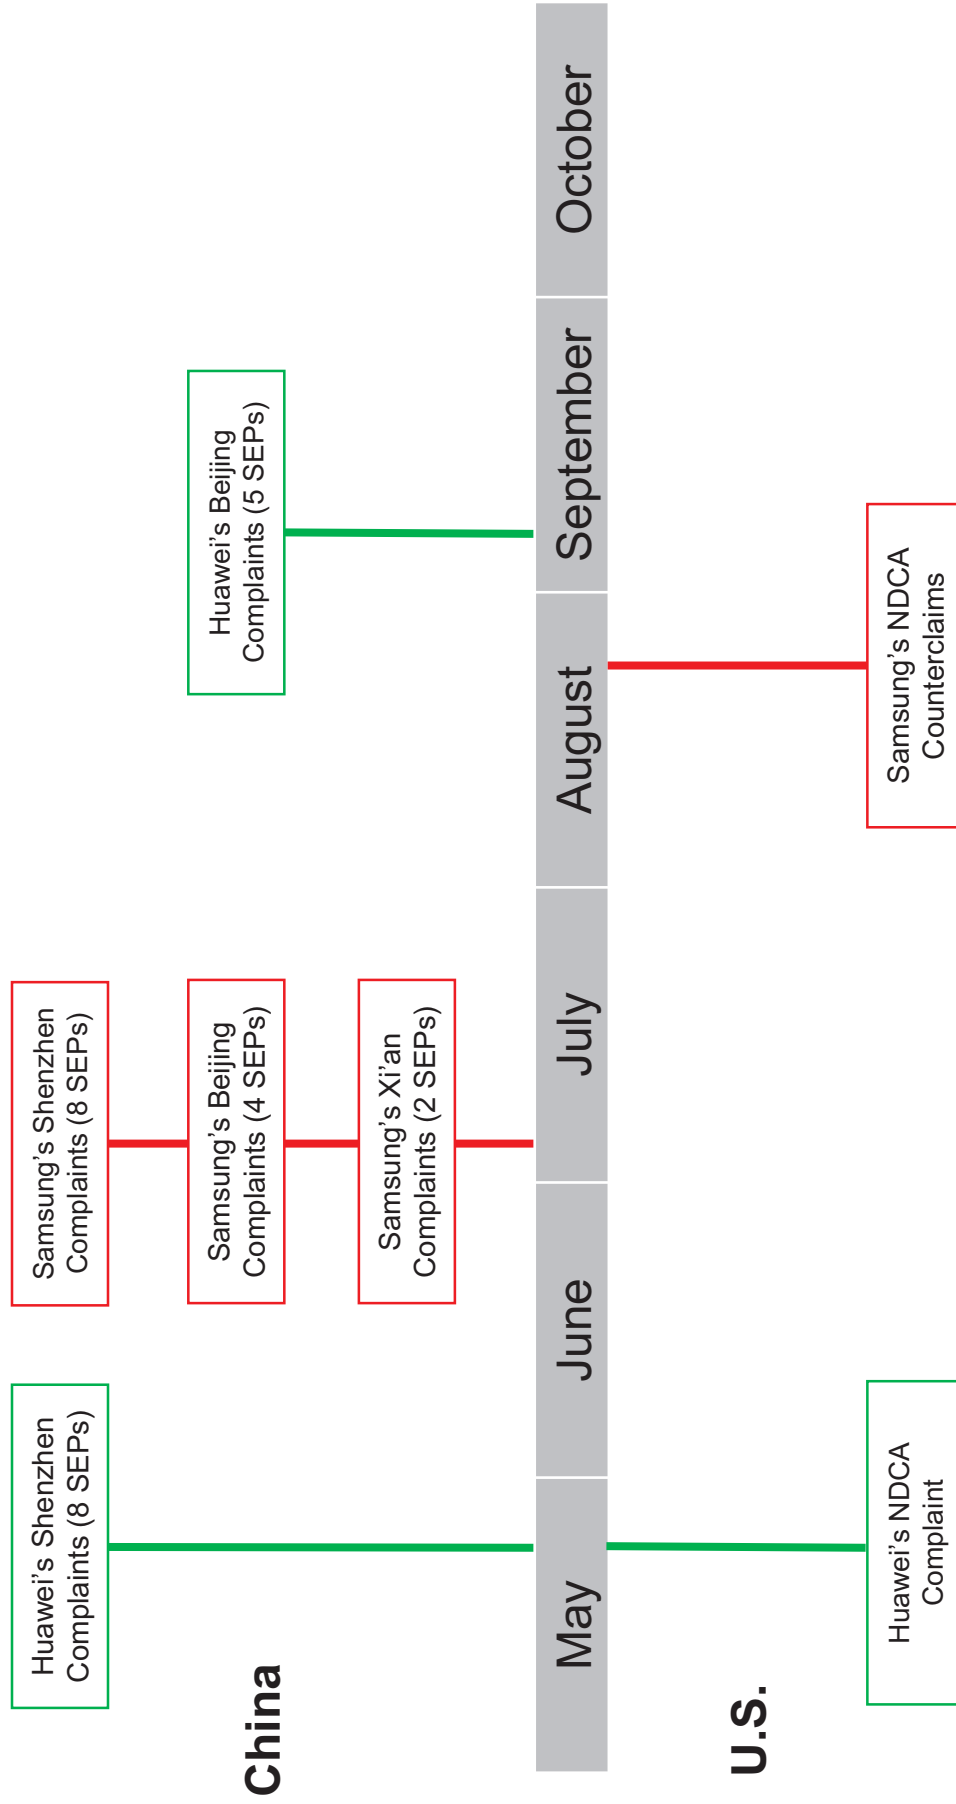 Huawei’s Shenzhen
Complaints (8 SEPs)
Samsung’s Shenzhen
Complaints (8 SEPs)
Samsung’s Beijing
Complaints (4 SEPs)
Samsung’s Xi’an
Complaints (2 SEPs)
Huawei’s Beijing
Complaints (5 SEPs)
China
May
June
July
August
September
October
U.S.
Huawei’s NDCA
Complaint
Samsung’s NDCA
Counterclaims